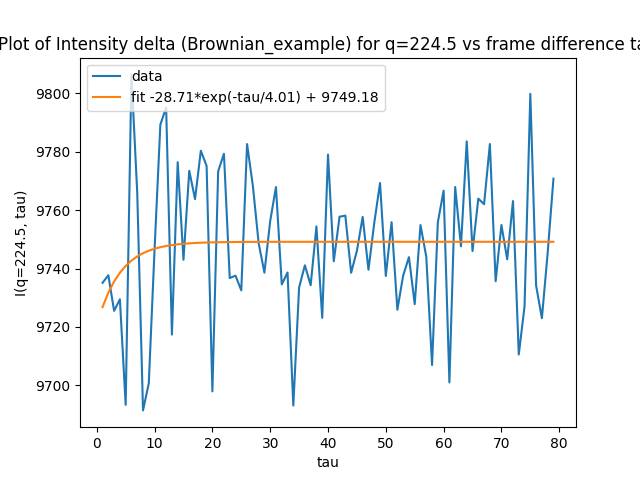 Plot of Intensity delta (Brownian_example) for q=224.5 vs frame difference ta
data
fit -28.71*exp(-tau/4.01) + 9749.18
I(q=224.5, tau)
9800
9780
9760
9740
9720
9700
0 10 20 30 40 50 60 70 80
tau